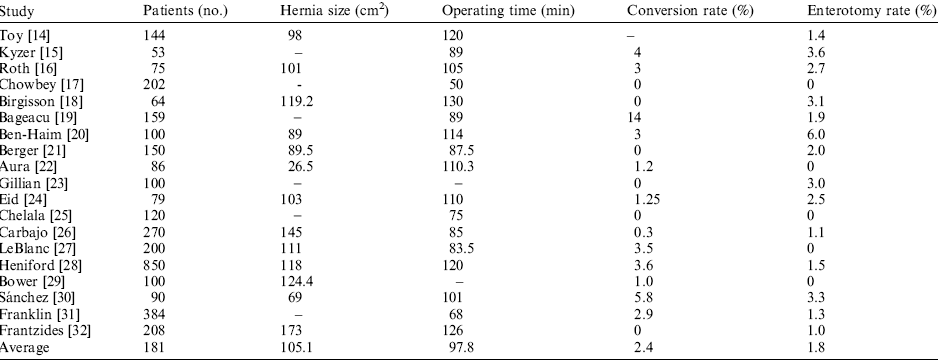 Study Patients (no.) Hernia size (cm²) Operating time (min) Conversion rate (%) Enterotomy rate (%)
Toy [14] 144 98 120 – 1.4
Kyzer [15] 53 – 89 4 3.6
Roth [16] 75 101 105 3 2.7
Chowbey [17] 202 - 50 0 0
Birgisson [18] 64 119.2 130 0 3.1
Bageacu [19] 159 – 89 14 1.9
Ben-Haim [20] 100 89 114 3 6.0
Berger [21] 150 89.5 87.5 0 2.0
Aura [22] 86 26.5 110.3 1.2 0
Gillian [23] 100 – – 0 3.0
Eid [24] 79 103 110 1.25 2.5
Chelala [25] 120 – 75 0 0
Carbajo [26] 270 145 85 0.3 1.1
LeBlanc [27] 200 111 83.5 3.5 0
Heniford [28] 850 118 120 3.6 1.5
Bower [29] 100 124.4 – 1.0 0
Sánchez [30] 90 69 101 5.8 3.3
Franklin [31] 384 – 68 2.9 1.3
Frantzides [32] 208 173 126 0 1.0
Average 181 105.1 97.8 2.4 1.8